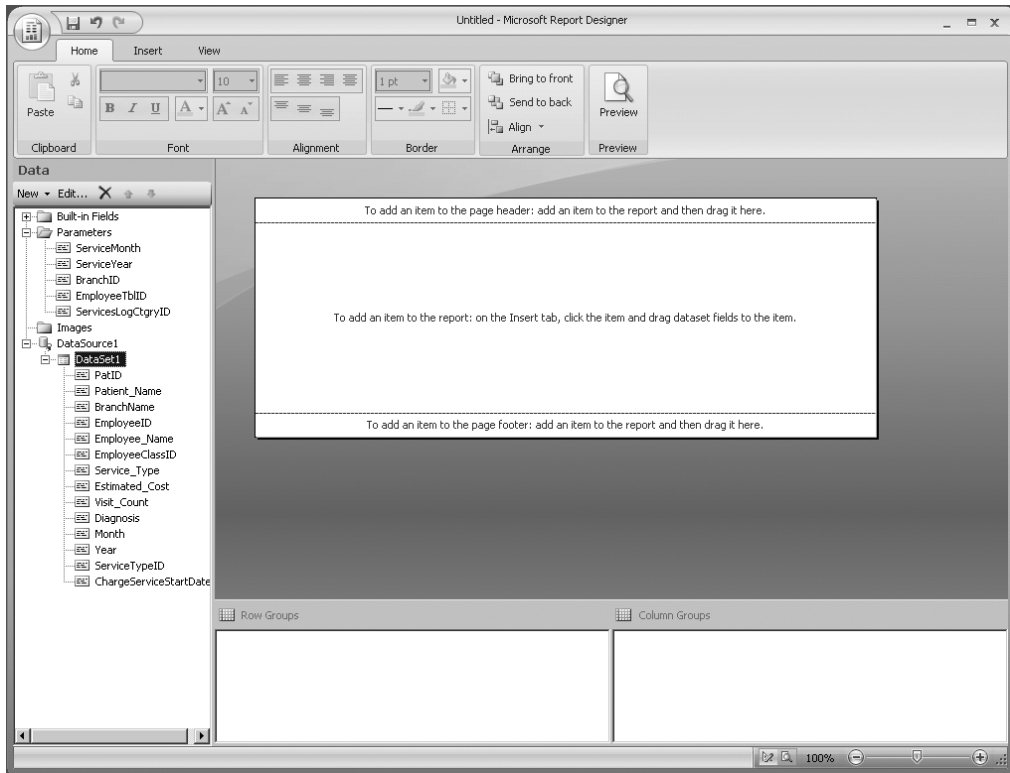 Untitled - Microsoft Report Designer
Home Insert View
Paste
10
B I U A A A
1 pt
Bring to front
Send to back
Align
Preview
Clipboard Font Alignment Border Arrange Preview
Data
New Edit...
Built-in Fields
Parameters
ServiceMonth
ServiceYear
BranchID
EmployeeTblID
ServicesLogCtgryID
Images
DataSource1
DataSet1
PatID
Patient_Name
BranchName
EmployeeID
Employee_Name
EmployeeClassID
Service_Type
Estimated_Cost
Visit_Count
Diagnosis
Month
Year
ServiceTypeID
ChargeServiceStartDate
To add an item to the page header: add an item to the report and then drag it here.
To add an item to the report: on the Insert tab, click the item and drag dataset fields to the item.
To add an item to the page footer: add an item to the report and then drag it here.
Row Groups
Column Groups
100%